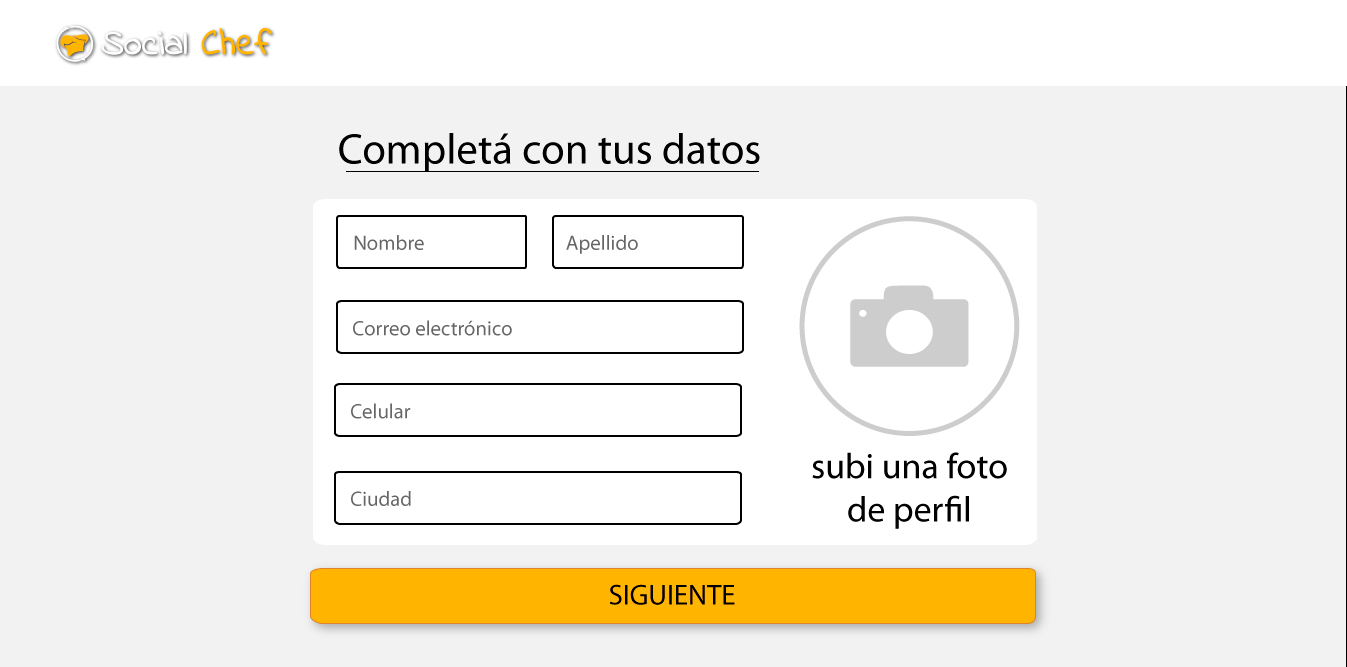 Social Chef
Completá con tus datos
Nombre
Apellido
Correo electrónico
Celular
Ciudad
subi una foto
de perfil
SIGUIENTE